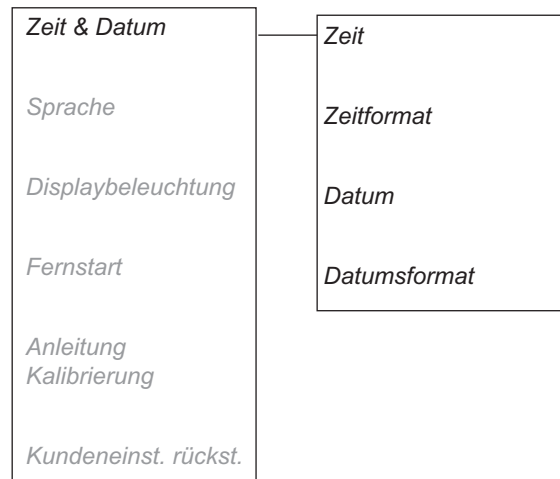 Zeit & Datum
Sprache
Displaybeleuchtung
Fernstart
Anleitung
Kalibrierung
Kundeneinst. rückst.
Zeit
Zeitformat
Datum
Datumsformat